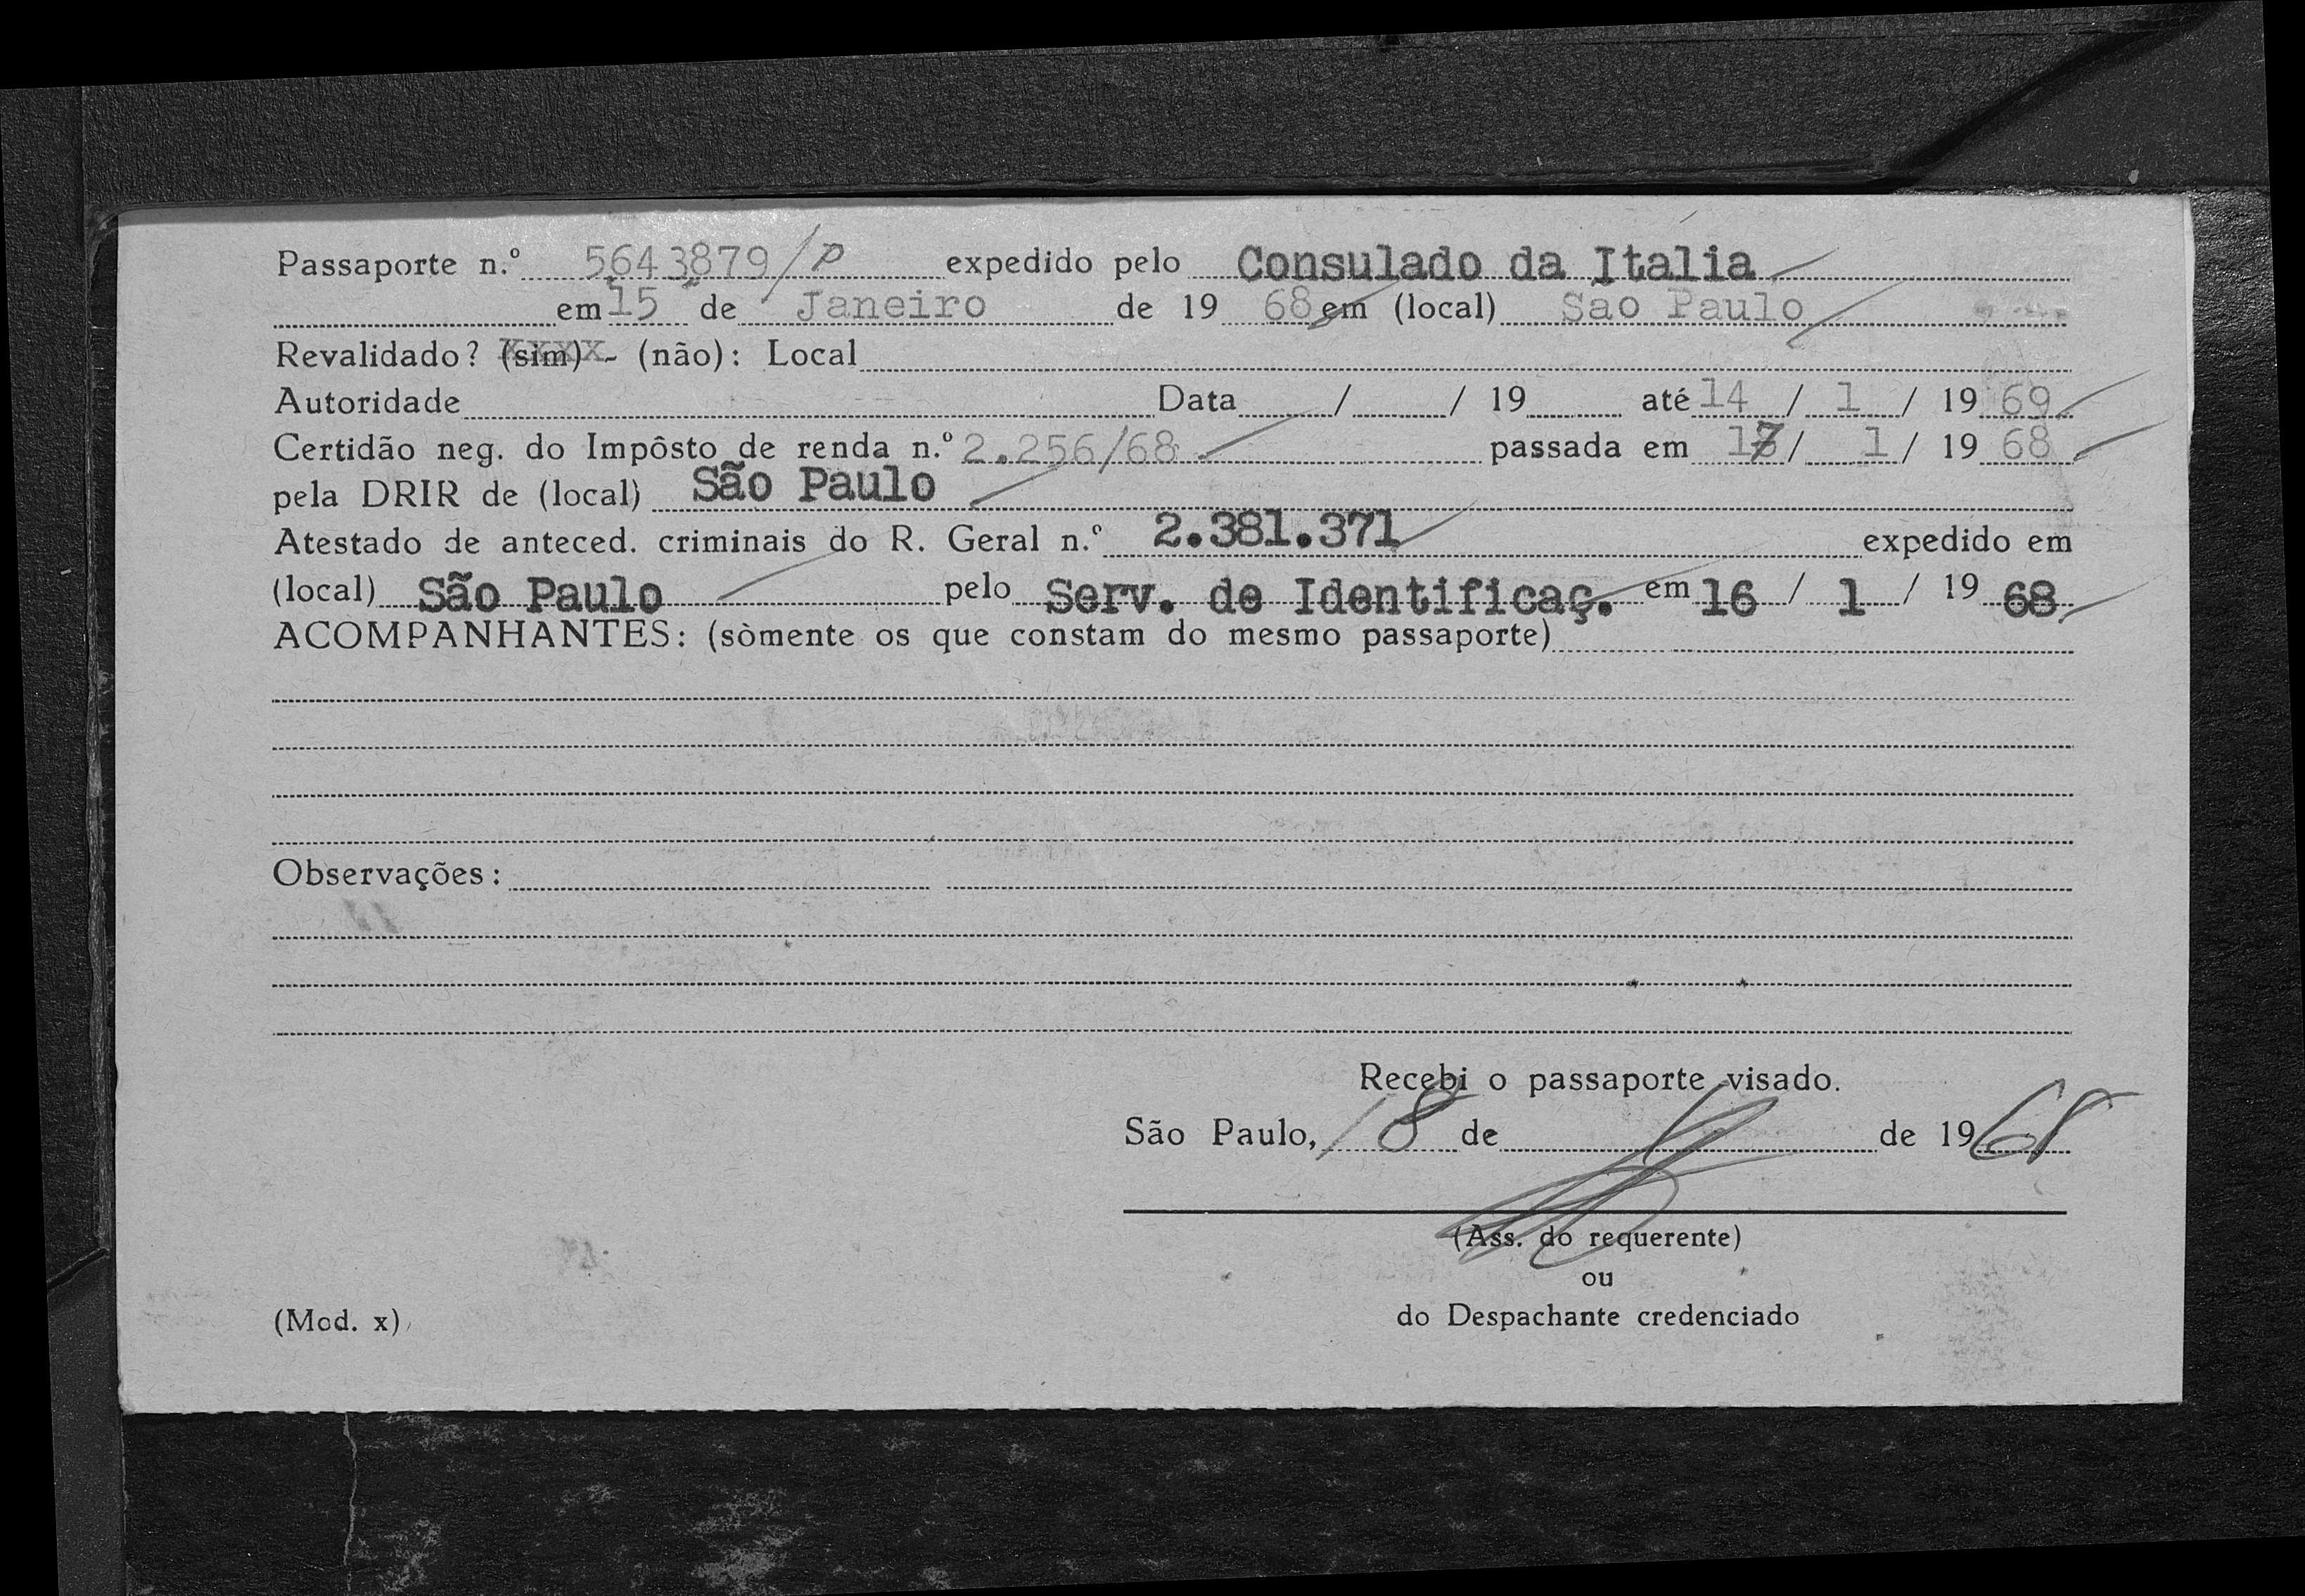 Passaporte n.º 5643879/P expedido pelo Consulado da Italia
em 15 de Janeiro de 19 68 em (local) São Paulo
Revalidado? (sim) - (não): Local
Autoridade Data / / 19 até 14 / 1 / 19 69
Certidão neg. do Impôsto de renda n.º 2.256/68 passada em 17 / 1 / 19 68
pela DRIR de (local) São Paulo
Atestado de anteced. criminais do R. Geral n.º 2.381.371 expedido em
(local) São Paulo pelo Serv. de Identificaç. em 16 / 1 / 19 68
ACOMPANHANTES: (sòmente os que constam do mesmo passaporte)
Observações:
Recebi o passaporte visado.
São Paulo, 18 de 1 de 1968
(Ass. do requerente)
ou
do Despachante credenciado
(Mod. x)